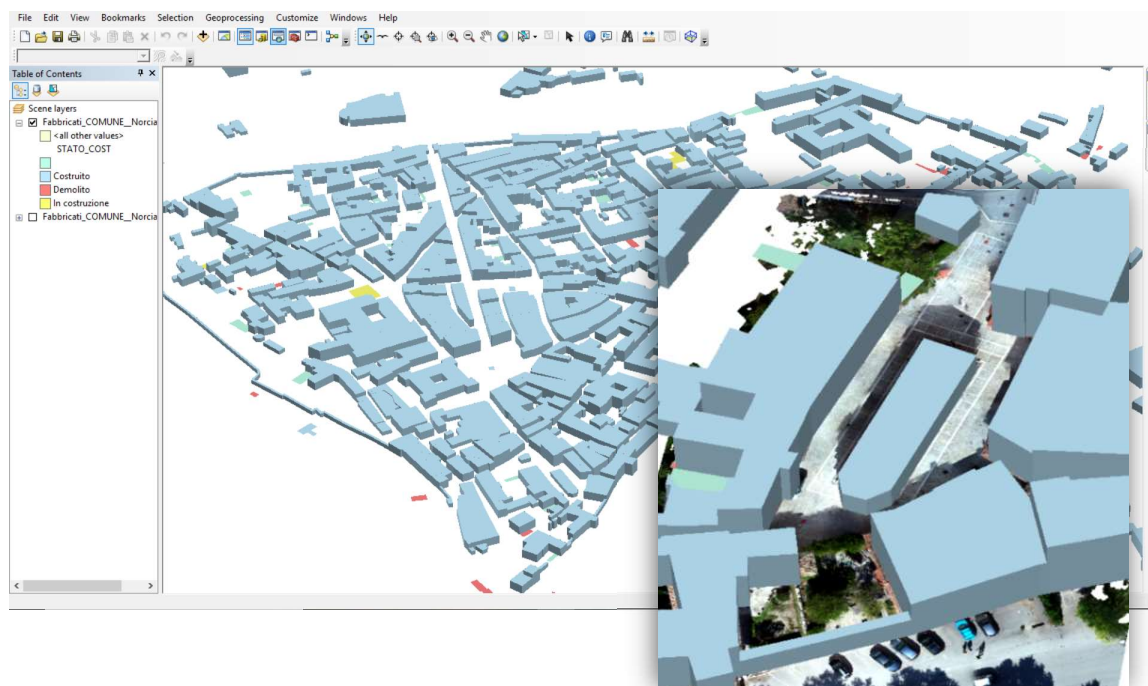 File Edit View Bookmarks Selection Geoprocessing Customize Windows Help
Table of Contents
Scene layers
Fabbricati_COMUNE__Norcia
<all other values>
STATO_COST
Costruito
Demolito
In costruzione
Fabbricati_COMUNE__Norcia